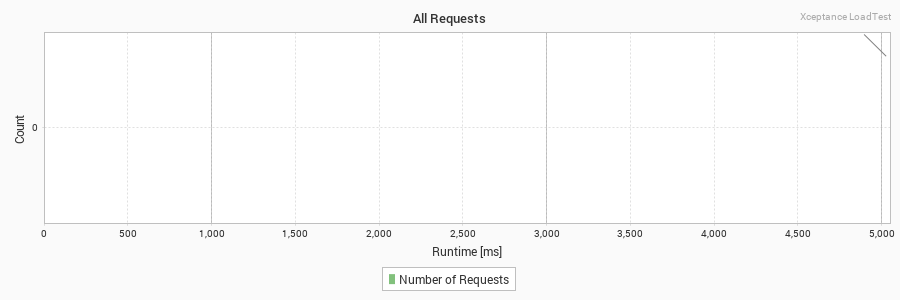 All Requests
Xceptance LoadTest
Count
0
0 500 1,000 1,500 2,000 2,500 3,000 3,500 4,000 4,500 5,000
Runtime [ms]
Number of Requests